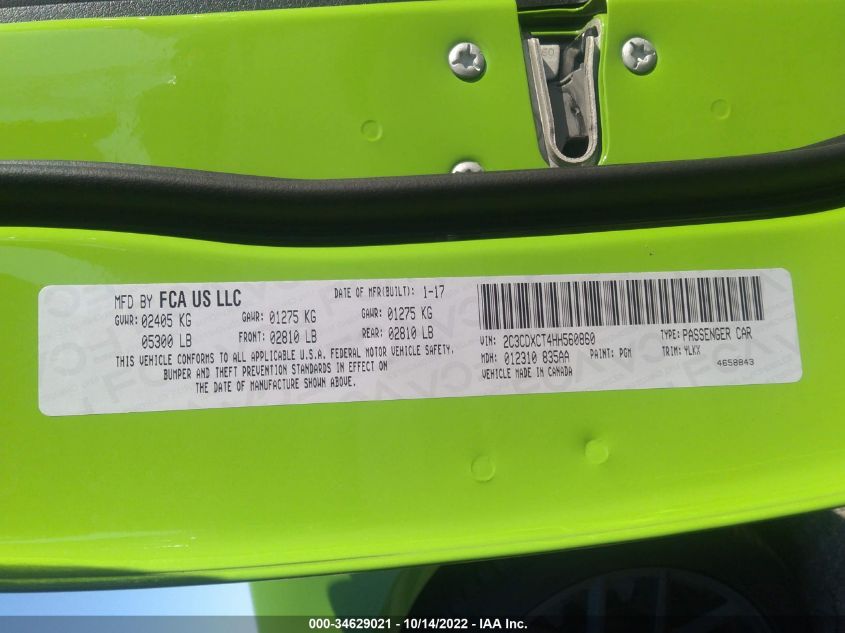 60
MFD BY FCA US LLC DATE OF MFR(BUILT): 1-17
GVWR: 02405 KG GAWR: 01275 KG GAWR: 01275 KG
05300 LB FRONT: 02810 LB REAR: 02810 LB
THIS VEHICLE CONFORMS TO ALL APPLICABLE U.S.A. FEDERAL MOTOR VEHICLE SAFETY,
BUMPER AND THEFT PREVENTION STANDARDS IN EFFECT ON
THE DATE OF MANUFACTURE SHOWN ABOVE.
VIN: 2C3CDXCT4HH560860 TYPE: PASSENGER CAR
MDH: 012310 835AA PAINT: PGM TRIM: YLKX
VEHICLE MADE IN CANADA 4658843
000-34629021 | 10/14/2022 - IAA Inc.